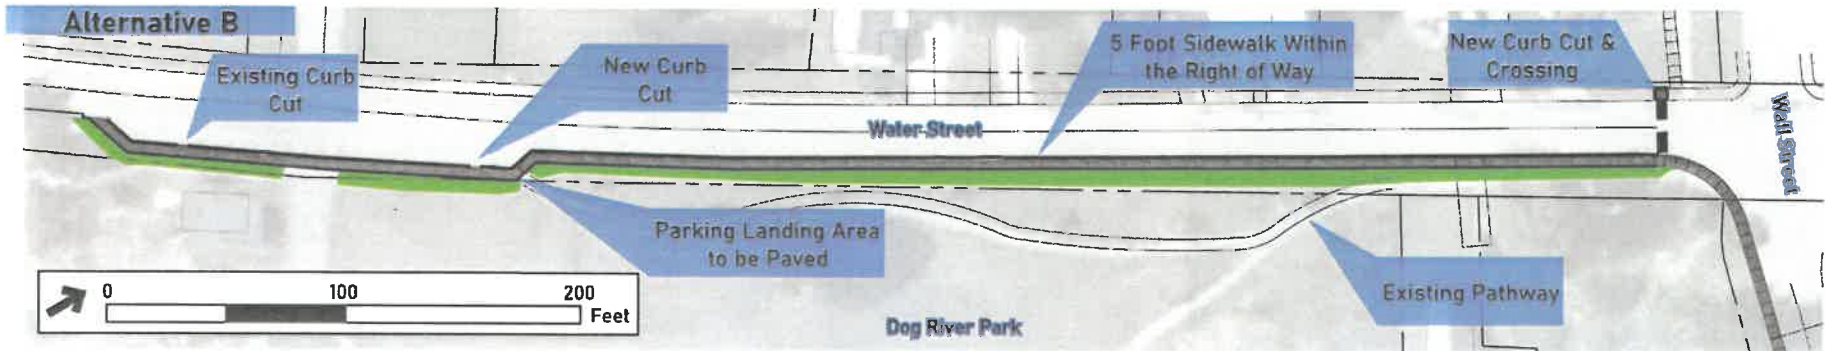 Alternative B
Existing Curb
Cut
New Curb
Cut
5 Foot Sidewalk Within
the Right of Way
New Curb Cut &
Crossing
Water Street
Wall Street
Parking Landing Area
to be Paved
Existing Pathway
Dog River Park
0 100 200
Feet